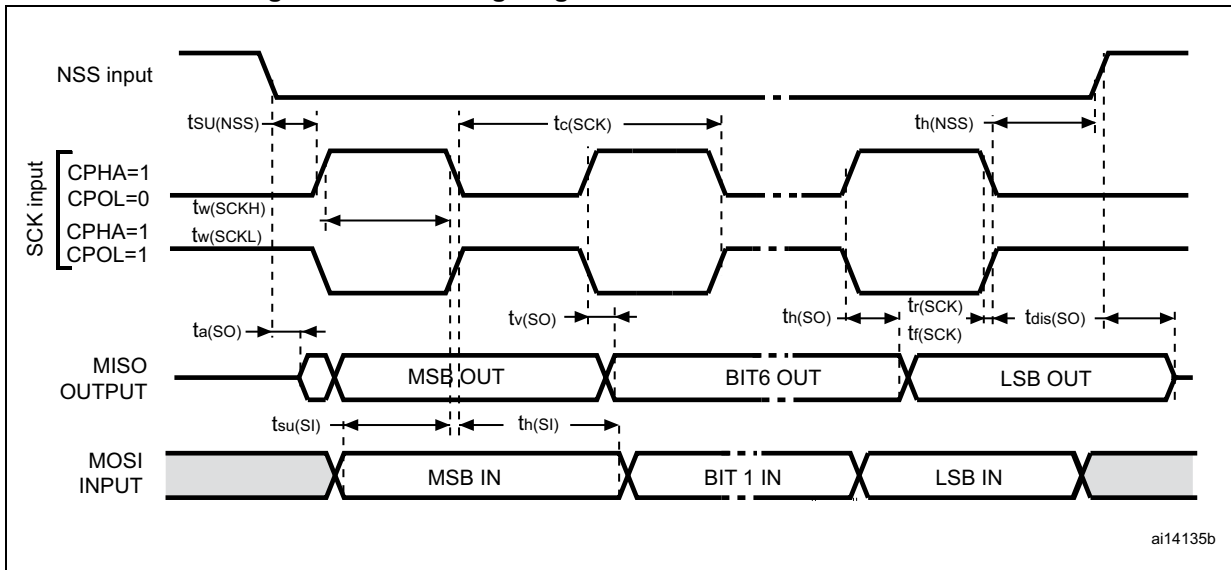 NSS input
tSU(NSS)
tc(SCK)
th(NSS)
SCK input
CPHA=1
CPOL=0
tw(SCKH)
CPHA=1
tw(SCKL)
CPOL=1
ta(SO)
tv(SO)
th(SO)
tr(SCK)
tf(SCK)
tdis(SO)
MISO
OUTPUT
MSB OUT
BIT6 OUT
LSB OUT
tsu(SI)
th(SI)
MOSI
INPUT
MSB IN
BIT 1 IN
LSB IN
ai14135b